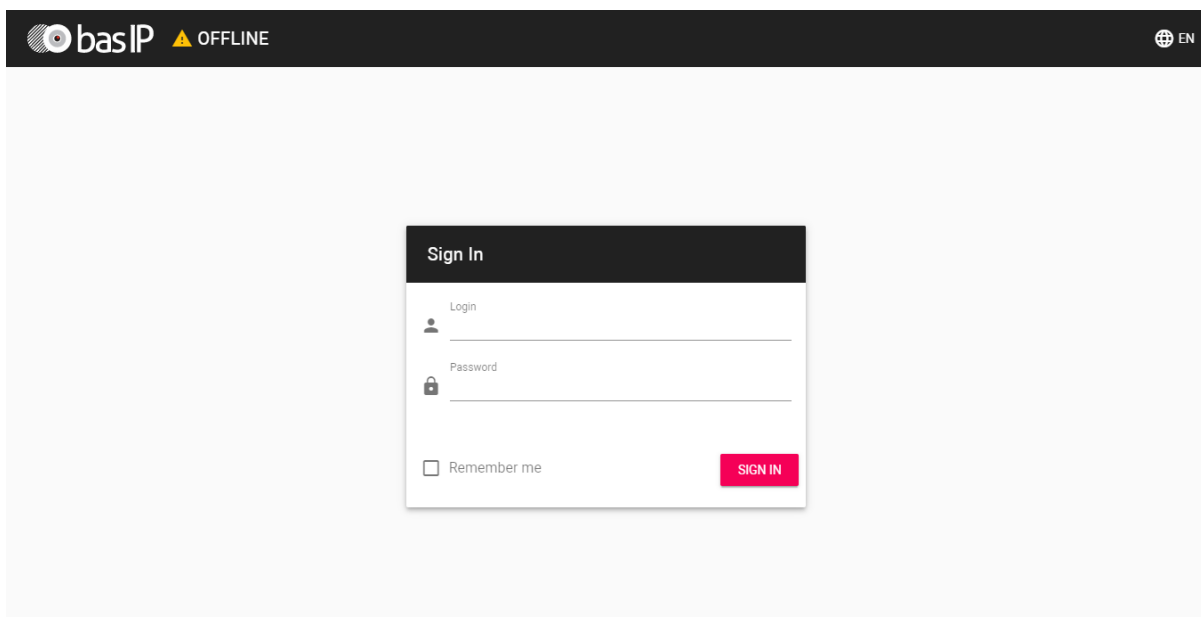 bas IP OFFLINE EN
Sign In
Login
Password
Remember me SIGN IN